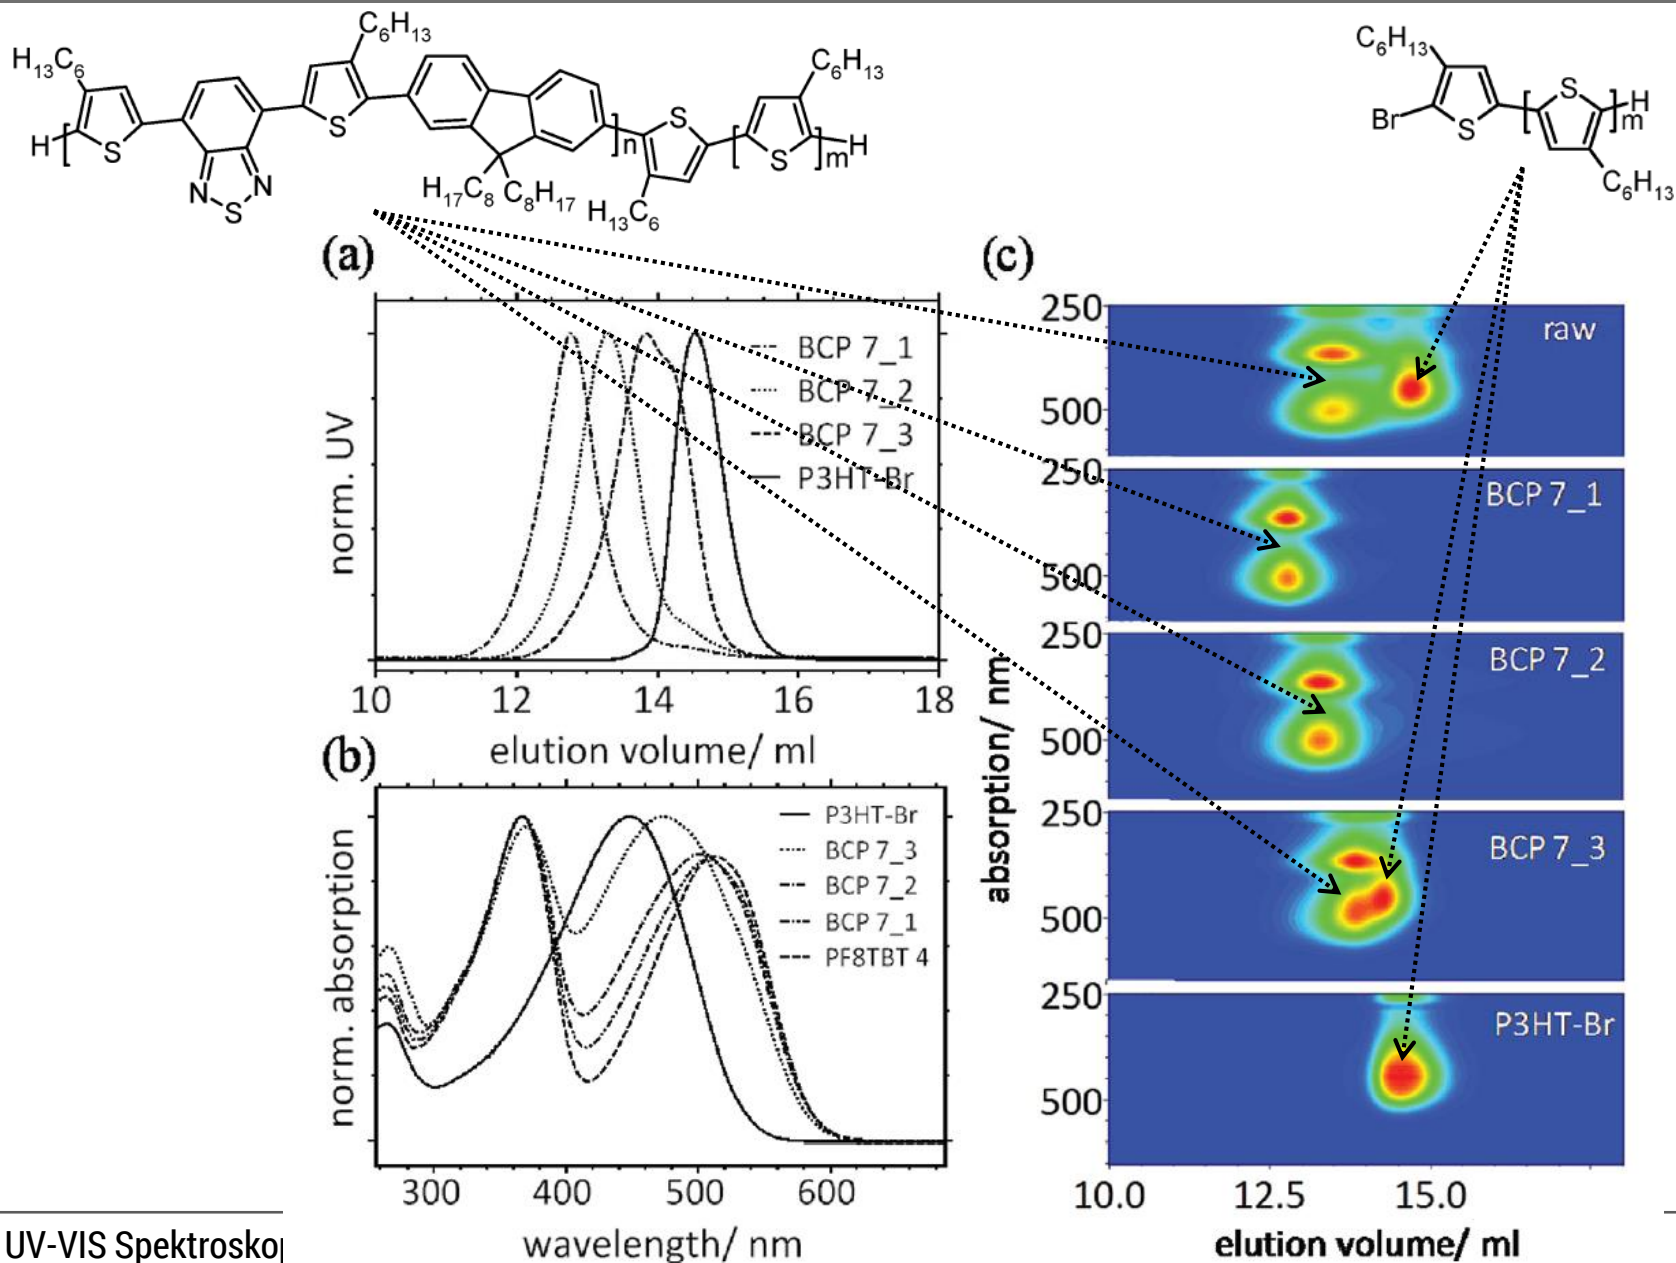 C6H13
H13C6
C6H13
S
S
H
N
N
S
H17C8
C8H17
n
S
H13C6
S
m
H
C6H13
Br
S
S
H
m
C6H13
(a)
norm. UV
BCP 7_1
BCP 7_2
BCP 7_3
P3HT-Br
10 12 14 16 18
elution volume/ ml
(b)
norm. absorption
P3HT-Br
BCP 7_3
BCP 7_2
BCP 7_1
PF8TBT 4
300 400 500 600
wavelength/ nm
(c)
absorption/ nm
250
500
raw
250
500
BCP 7_1
250
500
BCP 7_2
250
500
BCP 7_3
250
500
P3HT-Br
10.0 12.5 15.0
elution volume/ ml
UV-VIS Spektrosko